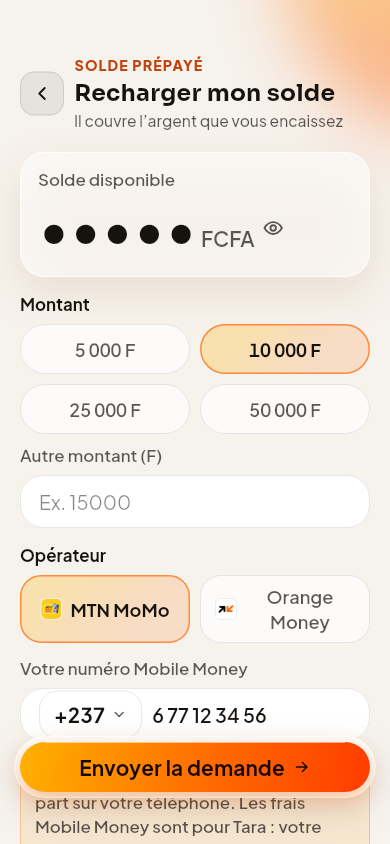 SOLDE PRÉPAYÉ
Recharger mon solde
Il couvre l’argent que vous encaissez
Solde disponible
●●●●● FCFA
Montant
5 000 F
10 000 F
25 000 F
50 000 F
Autre montant (F)
Ex. 15000
Opérateur
MTN MoMo
Orange
Money
Votre numéro Mobile Money
+237 6 77 12 34 56
Envoyer la demande →
part sur votre téléphone. Les frais
Mobile Money sont pour Tara : votre